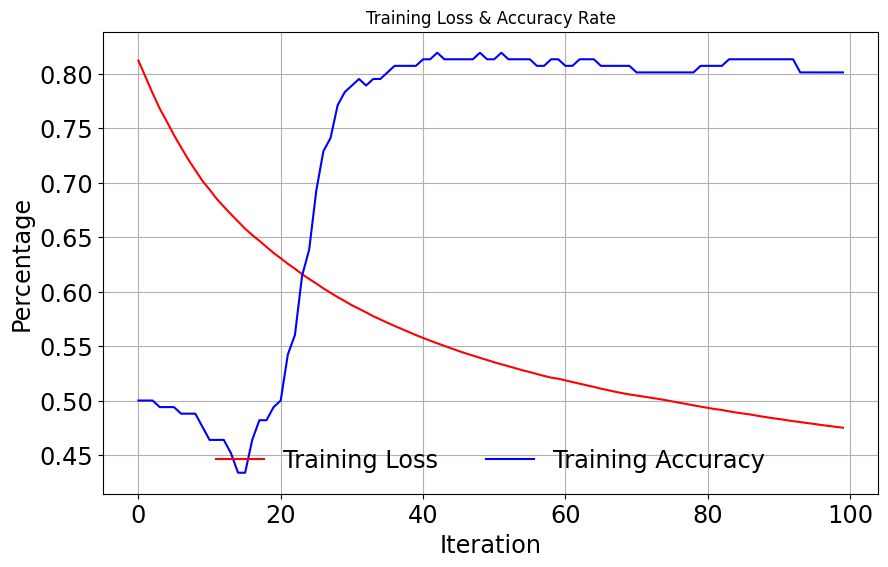 Training Loss & Accuracy Rate
0.80
0.75
0.70
0.65
0.60
0.55
0.50
0.45
Percentage
Training Loss Training Accuracy
0 20 40 60 80 100
Iteration